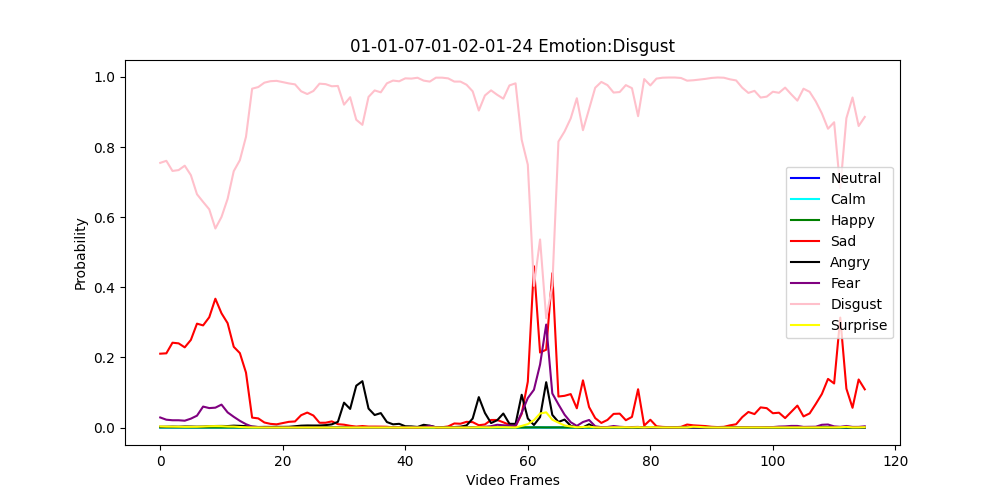 01-01-07-01-02-01-24 Emotion:Disgust
1.0
0.8
0.6
0.4
0.2
0.0
Probability
Neutral
Calm
Happy
Sad
Angry
Fear
Disgust
Surprise
0 20 40 60 80 100 120
Video Frames